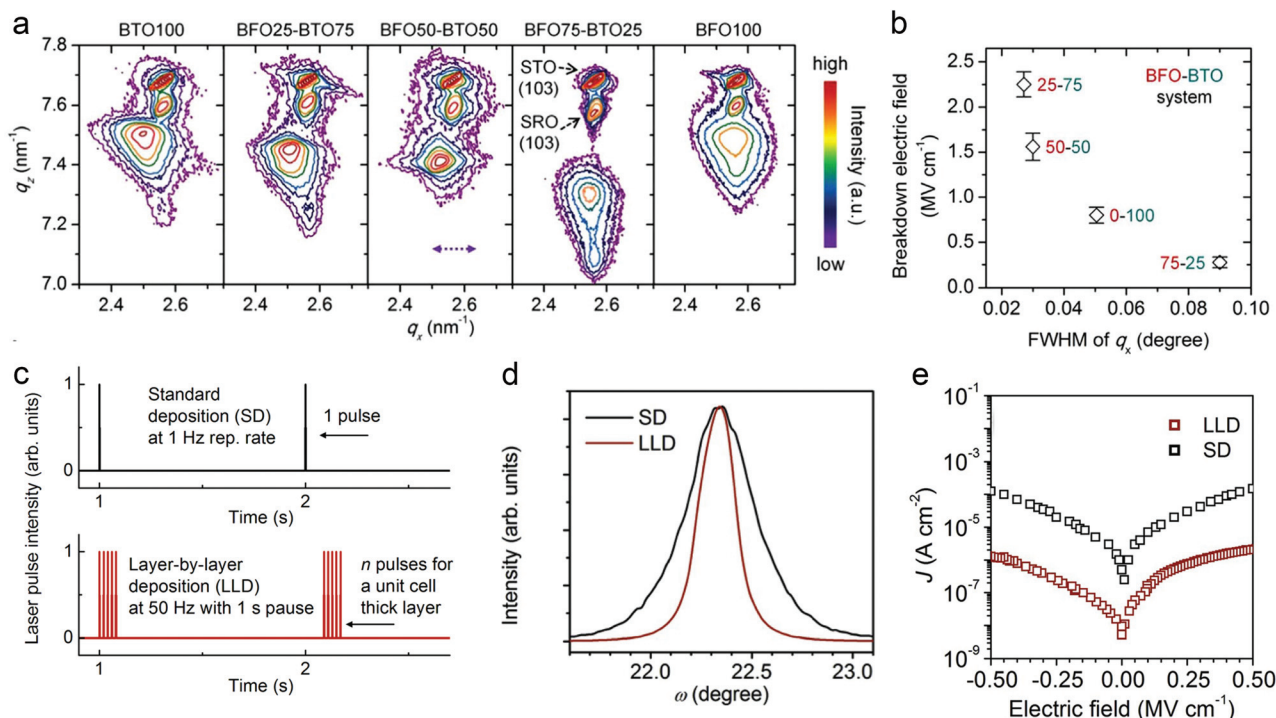 a
BTO100
BFO25-BTO75
BFO50-BTO50
BFO75-BTO25
BFO100
7.8
7.6
7.4
7.2
7.0
q_z (nm⁻¹)
STO
(103)
SRO
(103)
2.4 2.6
2.4 2.6
2.4 2.6
2.4 2.6
2.4 2.6
q_x (nm⁻¹)
high
Intensity (a.u.)
low
b
Breakdown electric field
(MV cm⁻¹)
2.5
2.0
1.5
1.0
0.5
0.0
25-75
BFO-BTO
system
50-50
0-100
75-25
0.02 0.04 0.06 0.08 0.10
FWHM of q_x (degree)
c
Laser pulse intensity (arb. units)
1
0
Standard
deposition (SD)
at 1 Hz rep. rate
1 pulse
1 2
Time (s)
1
0
Layer-by-layer
deposition (LLD)
at 50 Hz with 1 s pause
n pulses for
a unit cell
thick layer
1 2
Time (s)
d
Intensity (arb. units)
SD
LLD
22.0 22.5 23.0
ω (degree)
e
J (A cm⁻²)
10⁻¹
10⁻³
10⁻⁵
10⁻⁷
10⁻⁹
LLD
SD
-0.50 -0.25 0.00 0.25 0.50
Electric field (MV cm⁻¹)